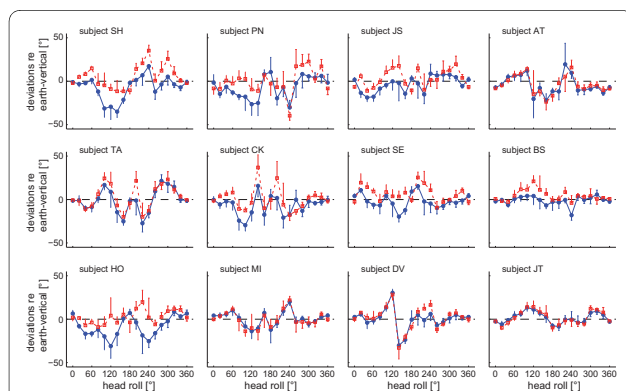 subject SH
subject PN
subject JS
subject AT
deviations re
earth-vertical [°]
50
0
-50
subject TA
subject CK
subject SE
subject BS
deviations re
earth-vertical [°]
50
0
-50
subject HO
subject MI
subject DV
subject JT
deviations re
earth-vertical [°]
50
0
-50
0 60 120 180 240 300 360
0 60 120 180 240 300 360
0 60 120 180 240 300 360
0 60 120 180 240 300 360
head roll [°]
head roll [°]
head roll [°]
head roll [°]